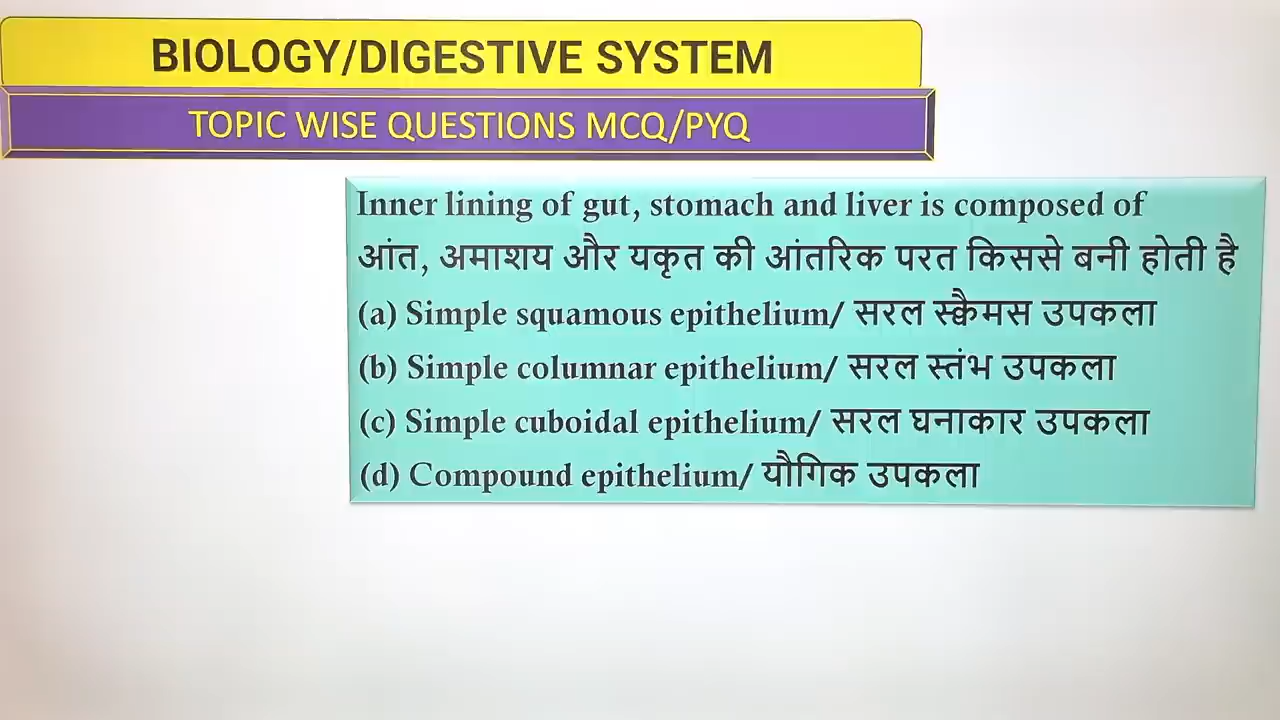 BIOLOGY/DIGESTIVE SYSTEM
TOPIC WISE QUESTIONS MCQ/PYQ
Inner lining of gut, stomach and liver is composed of
आंत, अमाशय और यकृत की आंतरिक परत किससे बनी होती है
(a) Simple squamous epithelium/ सरल स्क्वैमस उपकला
(b) Simple columnar epithelium/ सरल स्तंभ उपकला
(c) Simple cuboidal epithelium/ सरल घनाकार उपकला
(d) Compound epithelium/ यौगिक उपकला